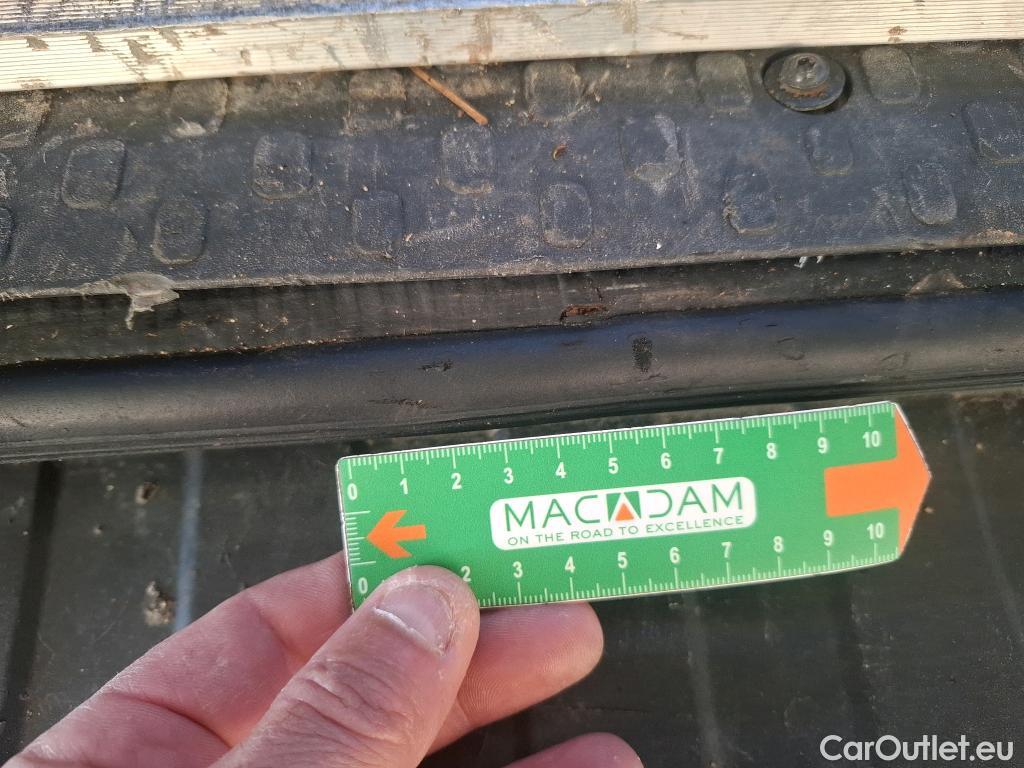 0 1 2 3 4 5 6 7 8 9 10
MACADAM
ON THE ROAD TO EXCELLENCE
0 2 3 4 5 6 7 8 9 10
CarOutlet.eu